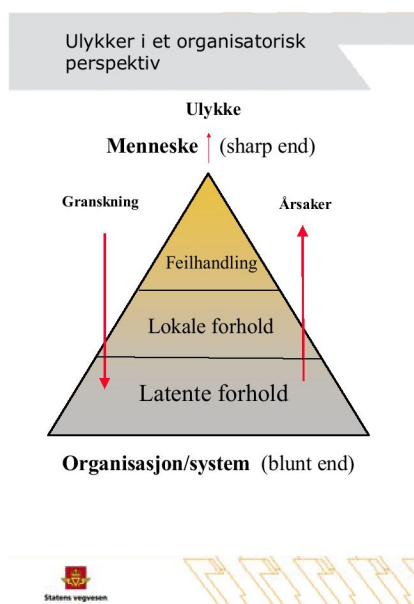 Ulykker i et organisatorisk
perspektiv
Ulykke
Menneske (sharp end)
Granskning
Årsaker
Feilhandling
Lokale forhold
Latente forhold
Organisasjon/system (blunt end)
Statens vegvesen